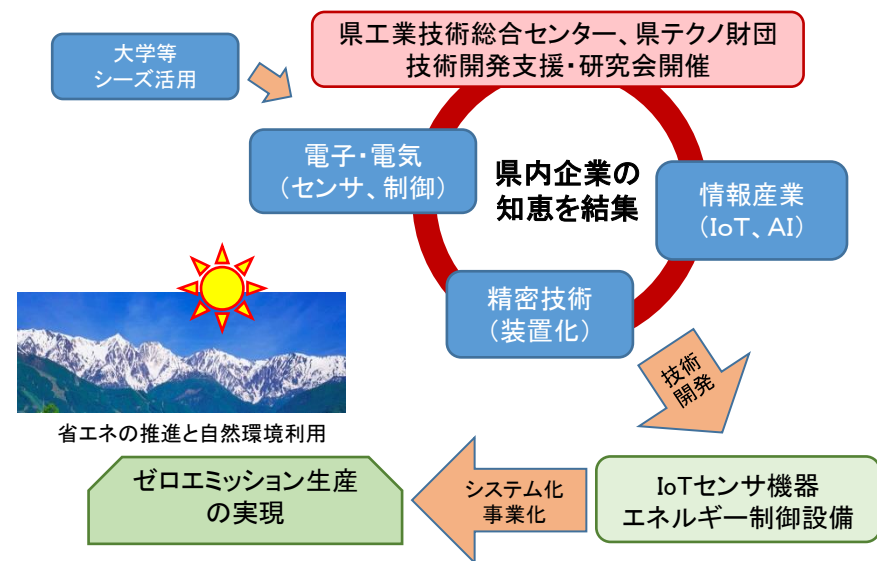 県工業技術総合センター、県テクノ財団
技術開発支援・研究会開催
大学等
シーズ活用
電子・電気
(センサ、制御)
県内企業の
知恵を結集
情報産業
(IoT、AI)
精密技術
(装置化)
技術
開発
省エネの推進と自然環境利用
ゼロエミッション生産
の実現
システム化
事業化
IoTセンサ機器
エネルギー制御設備